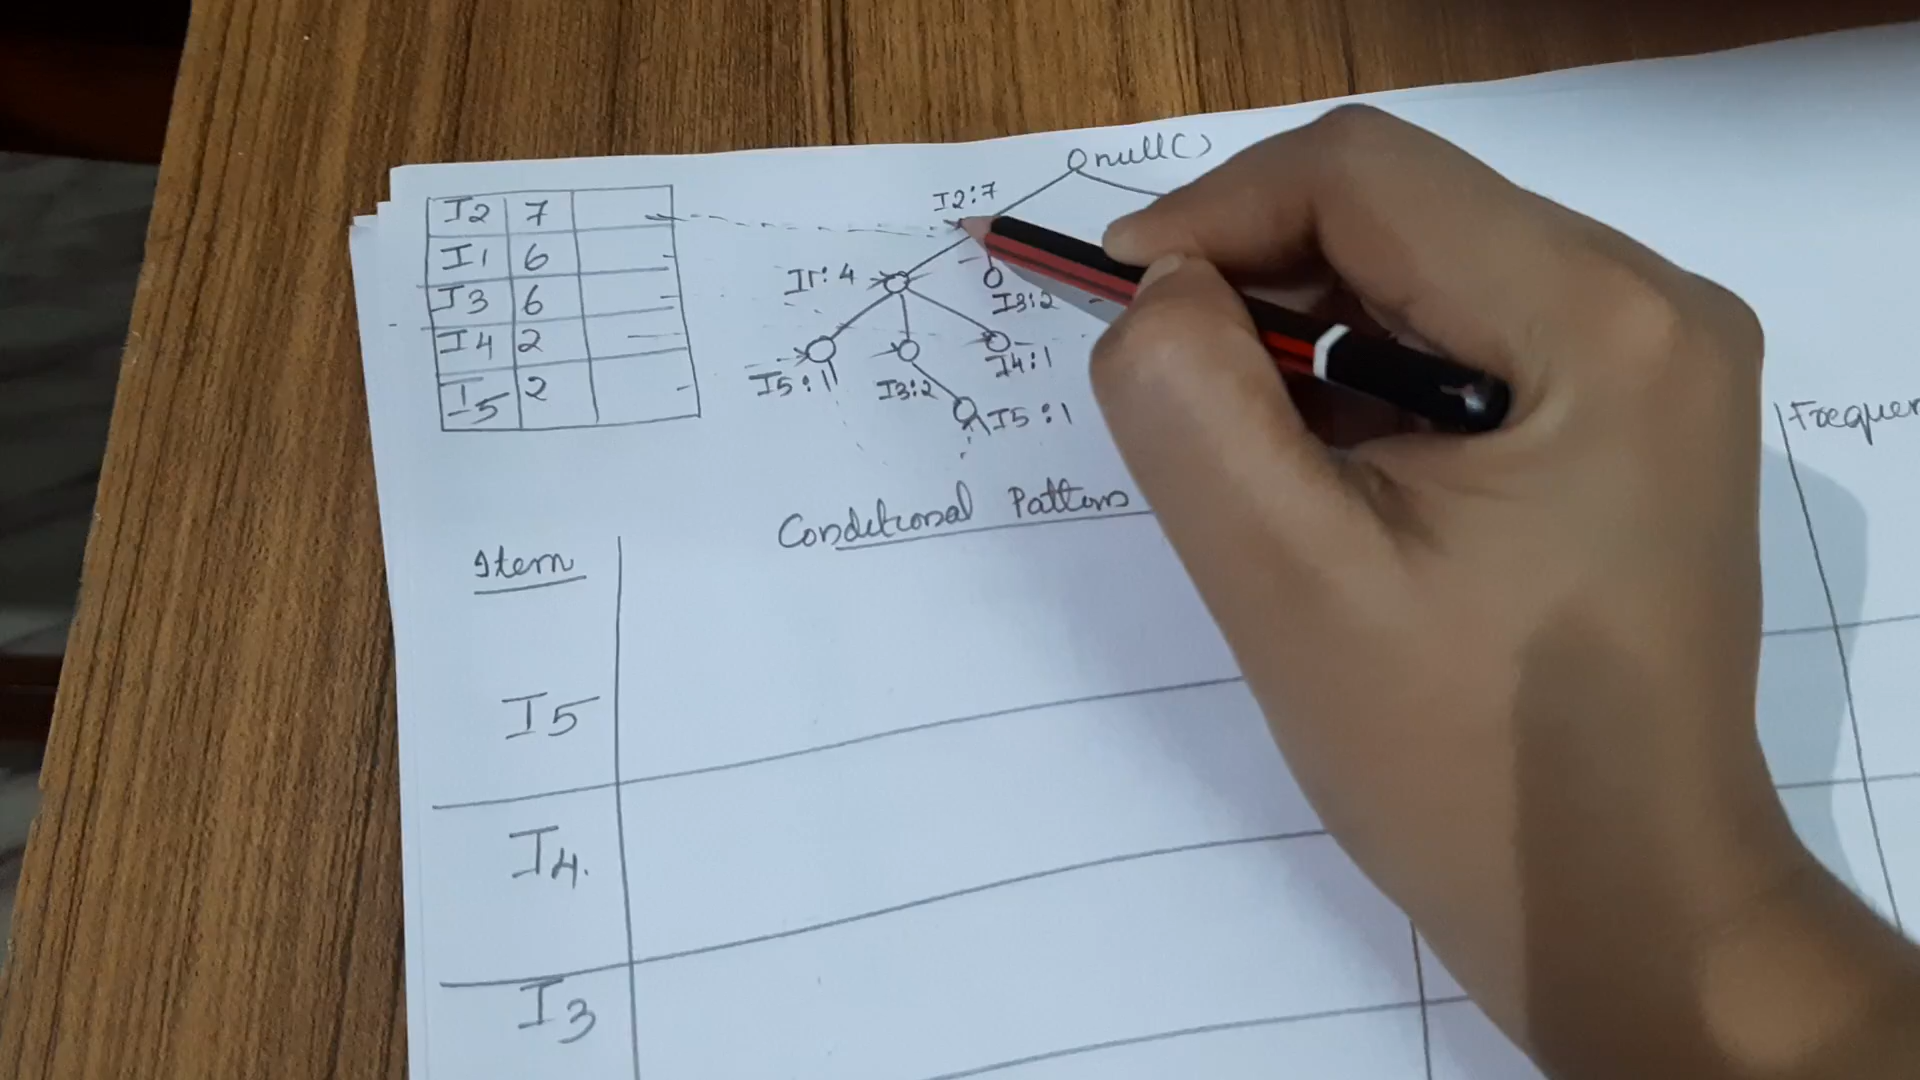 null()
I2:7
I2 7
I1 6
I3 6
I4 2
I5 2
I1:4
I3:2
I5:1
I3:2
I4:1
I5:1
Item
Conditional Pattern
I5
I4.
I3